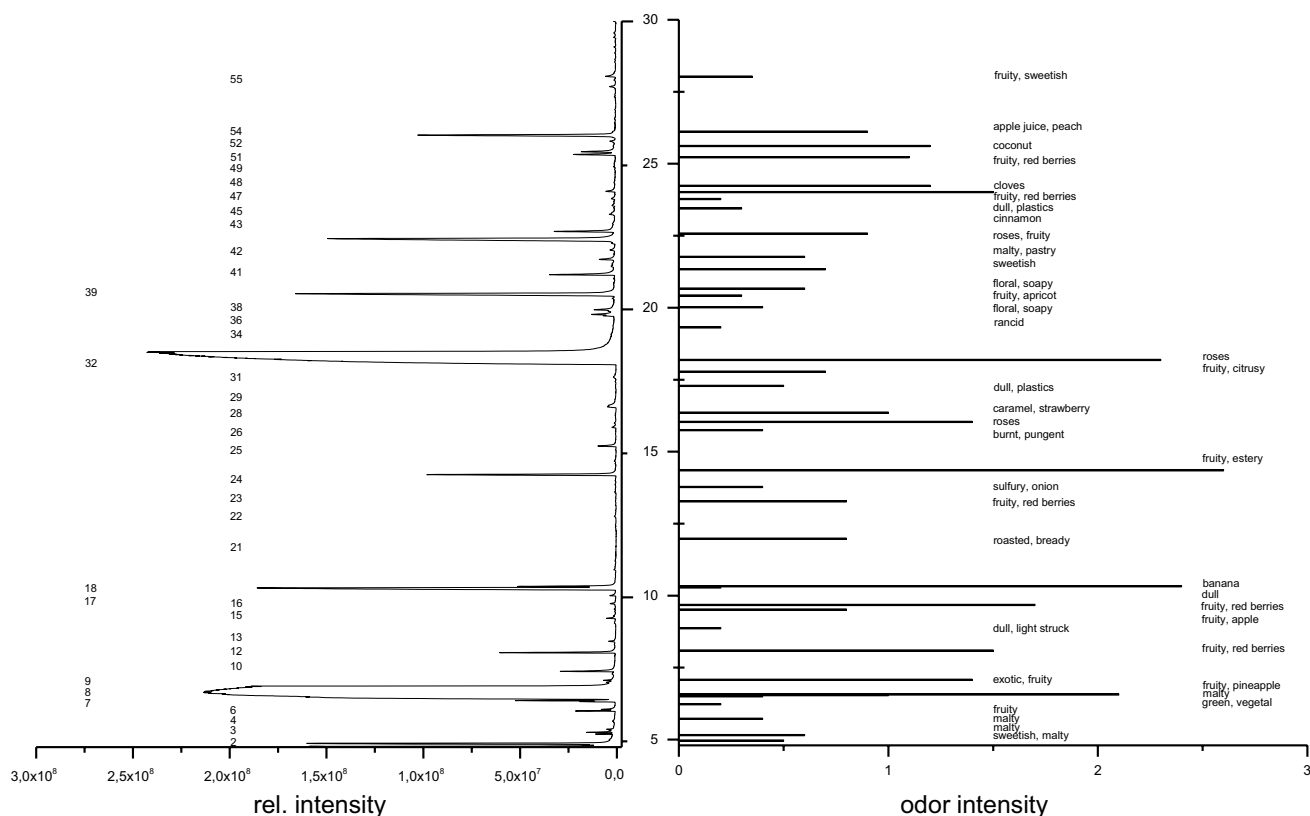 30
55
fruity, sweetish
54
apple juice, peach
52
coconut
51
fruity, red berries
25
49
48
cloves
47
fruity, red berries
45
dull, plastics
cinnamon
43
roses, fruity
42
malty, pastry
sweetish
41
39
floral, soapy
fruity, apricot
38
20
floral, soapy
36
rancid
34
32
roses
fruity, citrusy
31
dull, plastics
29
28
caramel, strawberry
roses
26
burnt, pungent
25
15
fruity, estery
24
sulfury, onion
23
fruity, red berries
22
21
roasted, bready
18
banana
17
10
dull
16
fruity, red berries
15
fruity, apple
13
dull, light struck
12
fruity, red berries
10
9
exotic, fruity
8
fruity, pineapple
malty
7
green, vegetal
6
fruity
4
malty
3
malty
2
5
sweetish, malty
3,0x10⁸ 2,5x10⁸ 2,0x10⁸ 1,5x10⁸ 1,0x10⁸ 5,0x10⁷ 0,0
0 1 2 3
rel. intensity
odor intensity